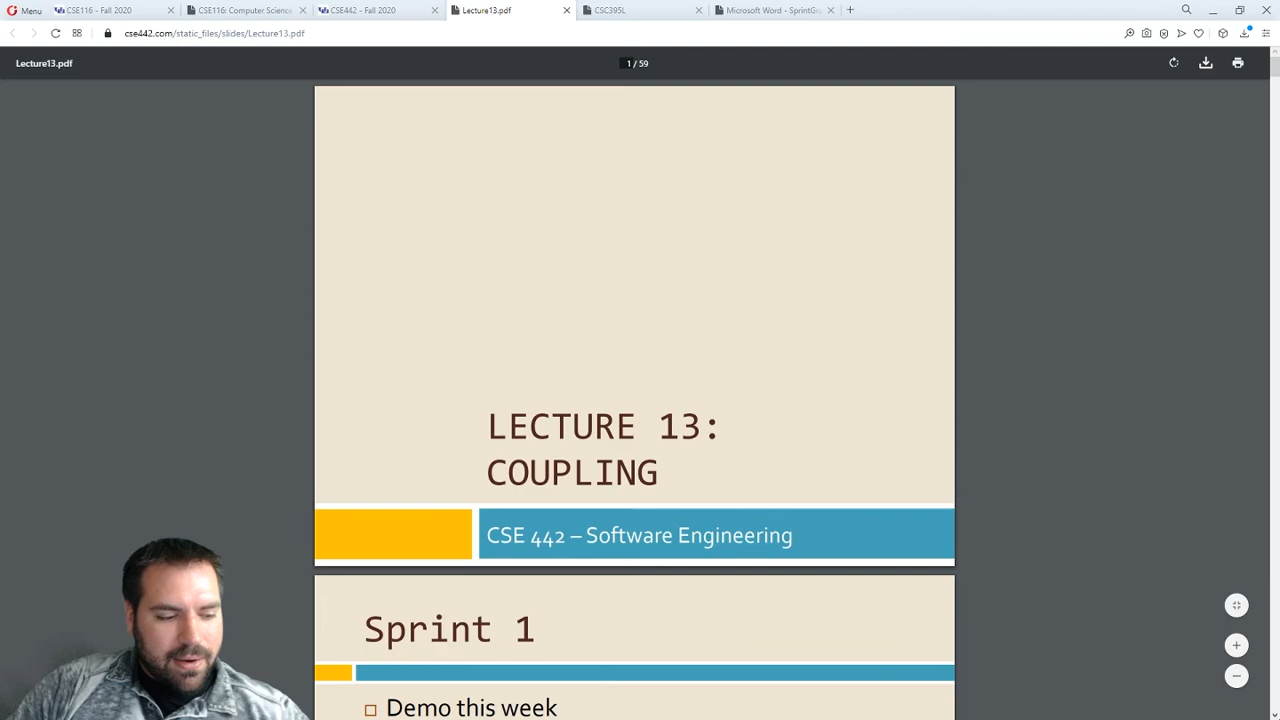 Menu
CSE116 - Fall 2020
CSE116: Computer Science
CSE442 - Fall 2020
Lecture13.pdf
CSC395L
Microsoft Word - SprintGra
cse442.com/static_files/slides/Lecture13.pdf
Lecture13.pdf
1 / 59
LECTURE 13:
COUPLING
CSE 442 – Software Engineering
Sprint 1
Demo this week